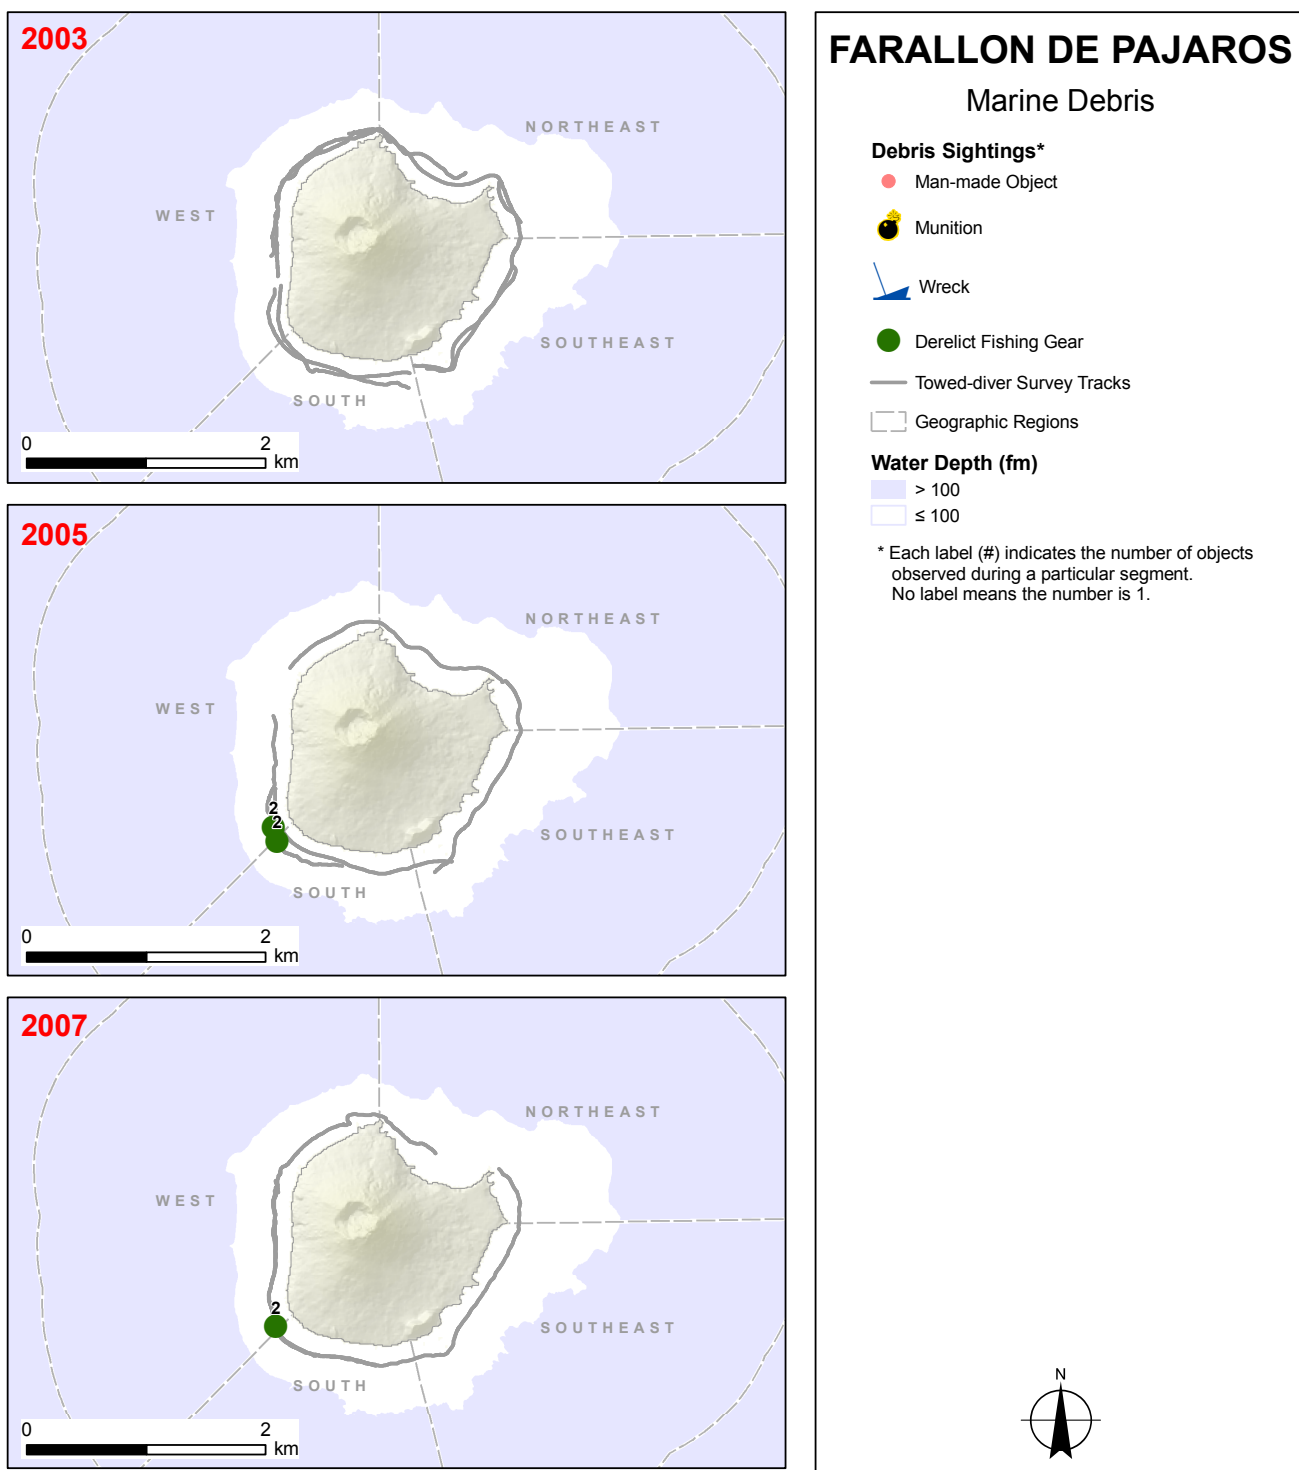 2003
NORTHEAST
WEST
SOUTHEAST
SOUTH
0 2
km
2005
NORTHEAST
WEST
2
2
SOUTHEAST
SOUTH
0 2
km
2007
NORTHEAST
WEST
2
SOUTHEAST
SOUTH
0 2
km
FARALLON DE PAJAROS
Marine Debris
Debris Sightings*
Man-made Object
Munition
Wreck
Derelict Fishing Gear
Towed-diver Survey Tracks
Geographic Regions
Water Depth (fm)
> 100
≤ 100
* Each label (#) indicates the number of objects
observed during a particular segment.
No label means the number is 1.
N